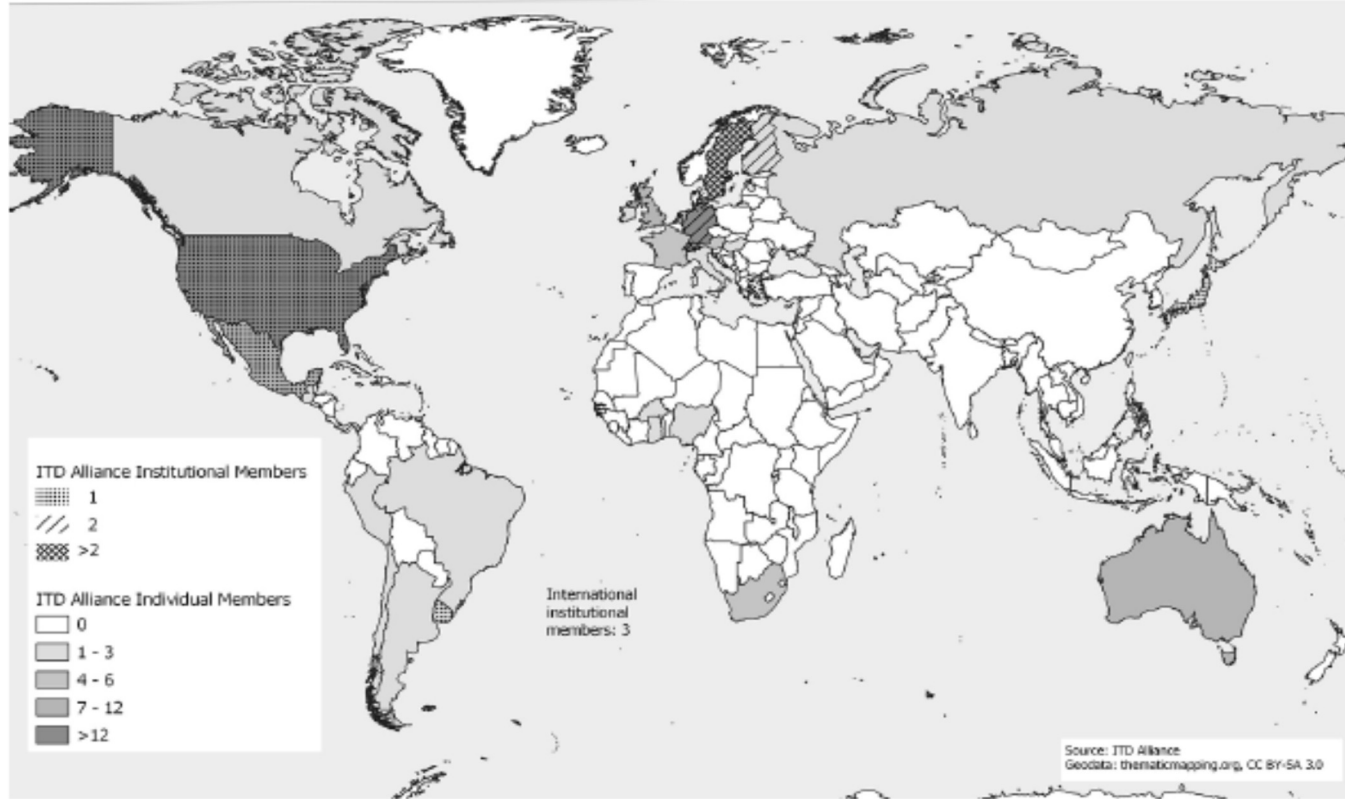 ITD Alliance Institutional Members
1
2
>2
ITD Alliance Individual Members
0
1 - 3
4 - 6
7 - 12
>12
International
institutional
members: 3
Source: ITD Alliance
Geodata: thematicmapping.org, CC BY-SA 3.0